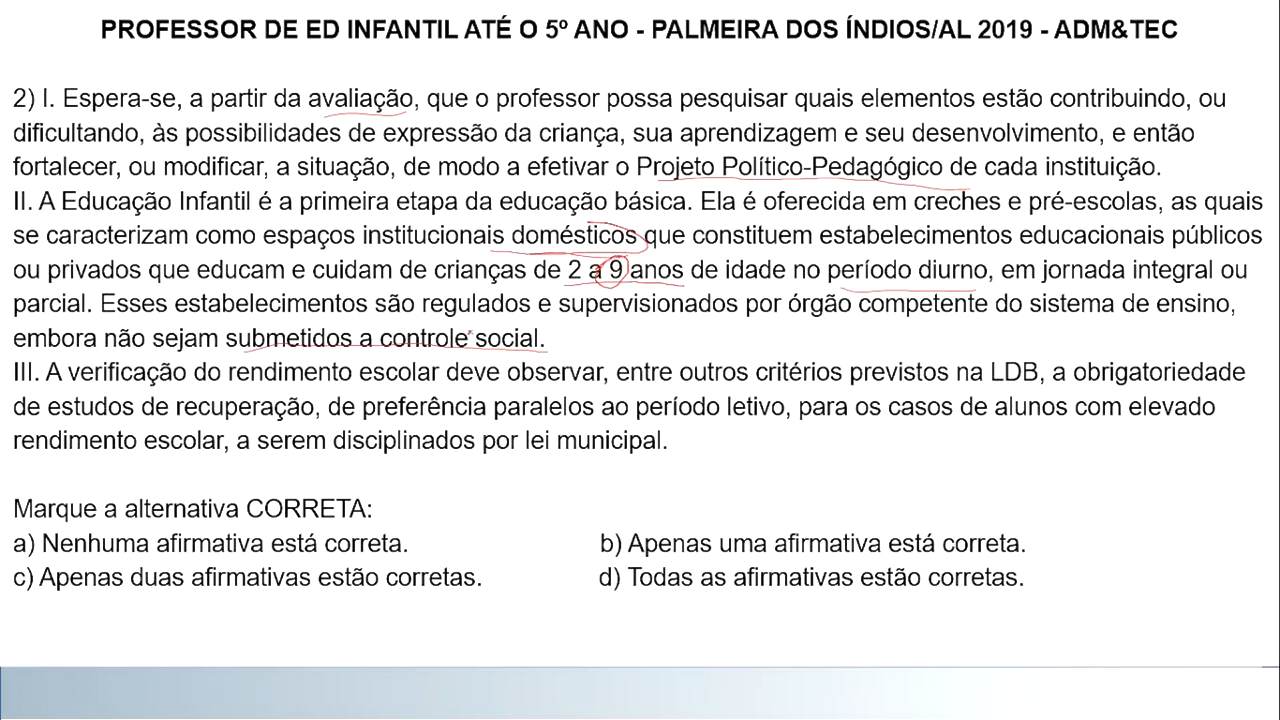 PROFESSOR DE ED INFANTIL ATÉ O 5º ANO - PALMEIRA DOS ÍNDIOS/AL 2019 - ADM&TEC
2) I. Espera-se, a partir da avaliação, que o professor possa pesquisar quais elementos estão contribuindo, ou
dificultando, às possibilidades de expressão da criança, sua aprendizagem e seu desenvolvimento, e então
fortalecer, ou modificar, a situação, de modo a efetivar o Projeto Político-Pedagógico de cada instituição.
II. A Educação Infantil é a primeira etapa da educação básica. Ela é oferecida em creches e pré-escolas, as quais
se caracterizam como espaços institucionais domésticos que constituem estabelecimentos educacionais públicos
ou privados que educam e cuidam de crianças de 2 a 9 anos de idade no período diurno, em jornada integral ou
parcial. Esses estabelecimentos são regulados e supervisionados por órgão competente do sistema de ensino,
embora não sejam submetidos a controle social.
III. A verificação do rendimento escolar deve observar, entre outros critérios previstos na LDB, a obrigatoriedade
de estudos de recuperação, de preferência paralelos ao período letivo, para os casos de alunos com elevado
rendimento escolar, a serem disciplinados por lei municipal.
Marque a alternativa CORRETA:
a) Nenhuma afirmativa está correta. b) Apenas uma afirmativa está correta.
c) Apenas duas afirmativas estão corretas. d) Todas as afirmativas estão corretas.